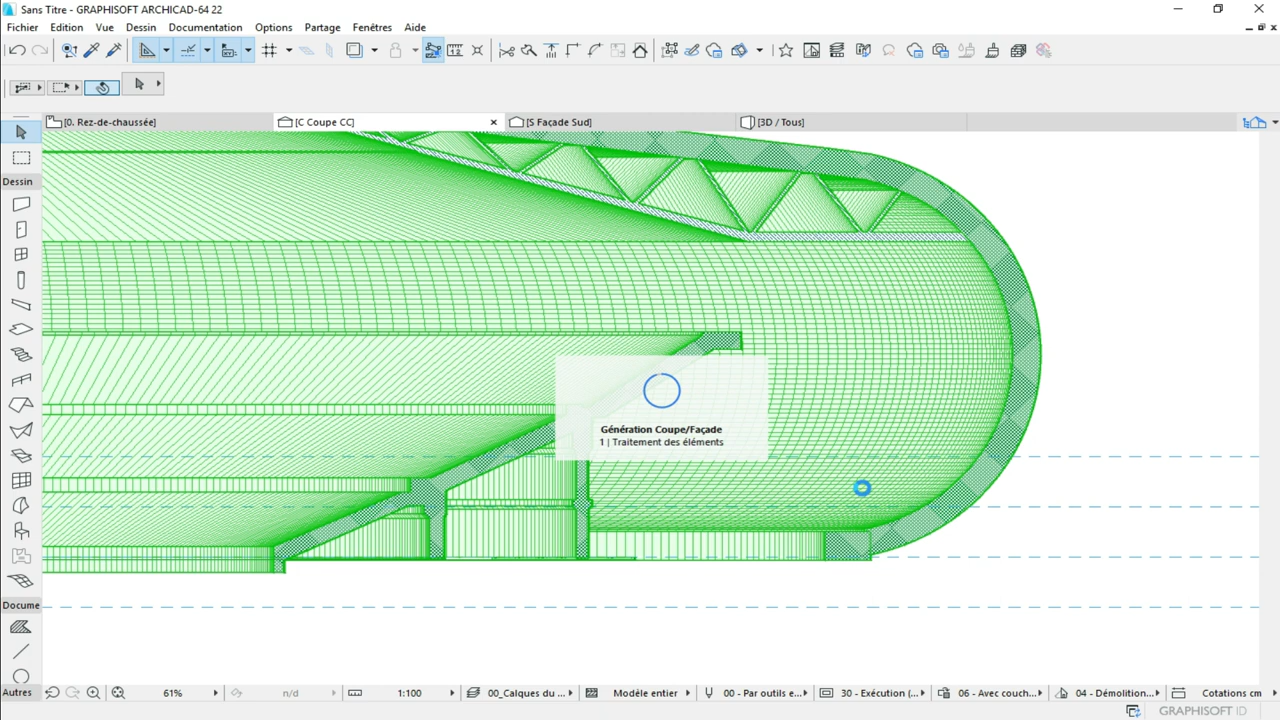 Sans Titre - GRAPHISOFT ARCHICAD-64 22
Fichier Edition Vue Dessin Documentation Options Partage Fenêtres Aide
[0. Rez-de-chaussée] [C Coupe CC] [S Façade Sud] [3D / Tous]
Dessin
Génération Coupe/Façade
1 | Traitement des éléments
Docume
Autres 61% n/d 1:100 00_Calques du ... Modèle entier 00 - Par outils e... 30 - Exécution (... 06 - Avec couch... 04 - Démolition... Cotations cm
GRAPHISOFT ID